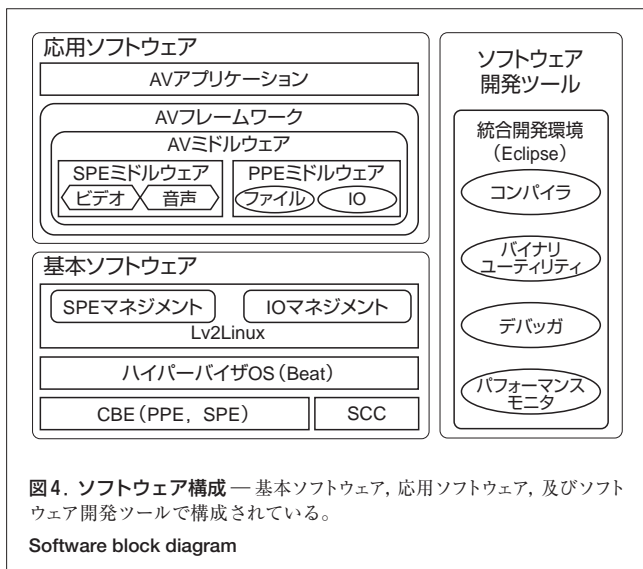 応用ソフトウェア
AVアプリケーション
AVフレームワーク
AVミドルウェア
SPEミドルウェア
ビデオ
音声
PPEミドルウェア
ファイル
IO
基本ソフトウェア
SPEマネジメント
IOマネジメント
Lv2Linux
ハイパーバイザOS(Beat)
CBE(PPE, SPE)
SCC
ソフトウェア
開発ツール
統合開発環境
(Eclipse)
コンパイラ
バイナリ
ユーティリティ
デバッガ
パフォーマンス
モニタ
図4. ソフトウェア構成 — 基本ソフトウェア, 応用ソフトウェア, 及びソフト
ウェア開発ツールで構成されている。
Software block diagram